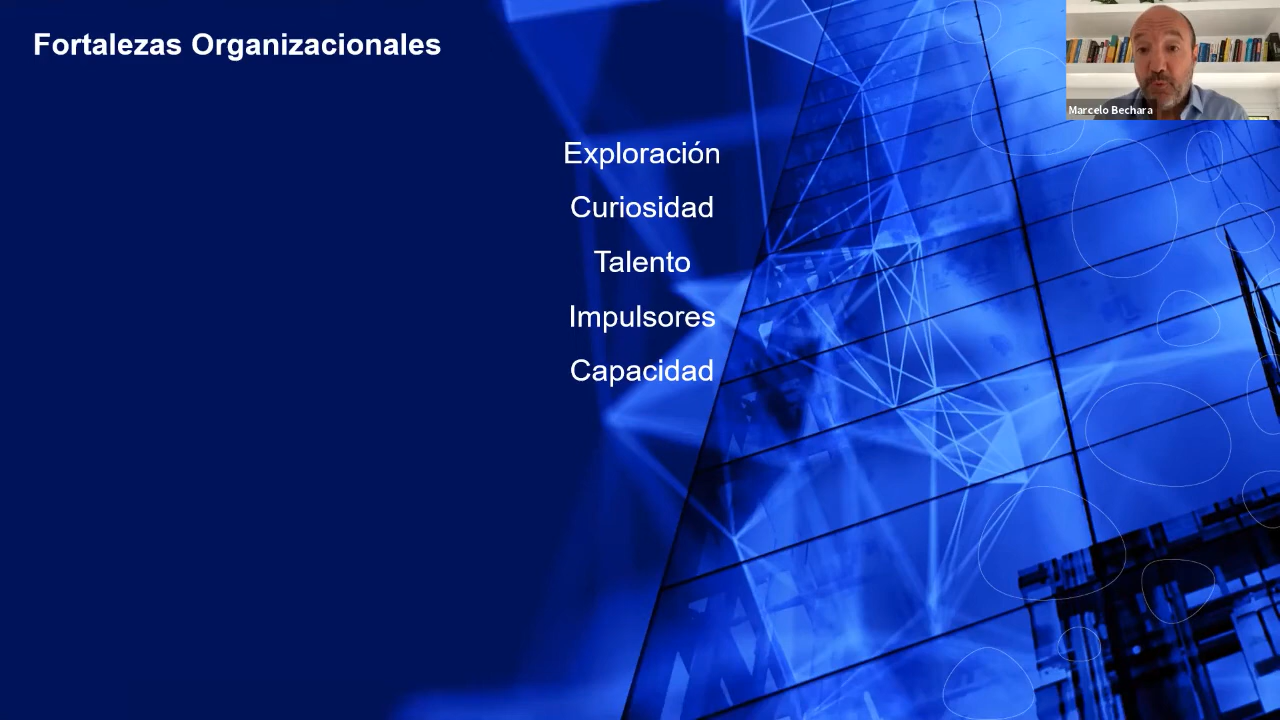 Fortalezas Organizacionales
Marcelo Bechara
Exploración
Curiosidad
Talento
Impulsores
Capacidad